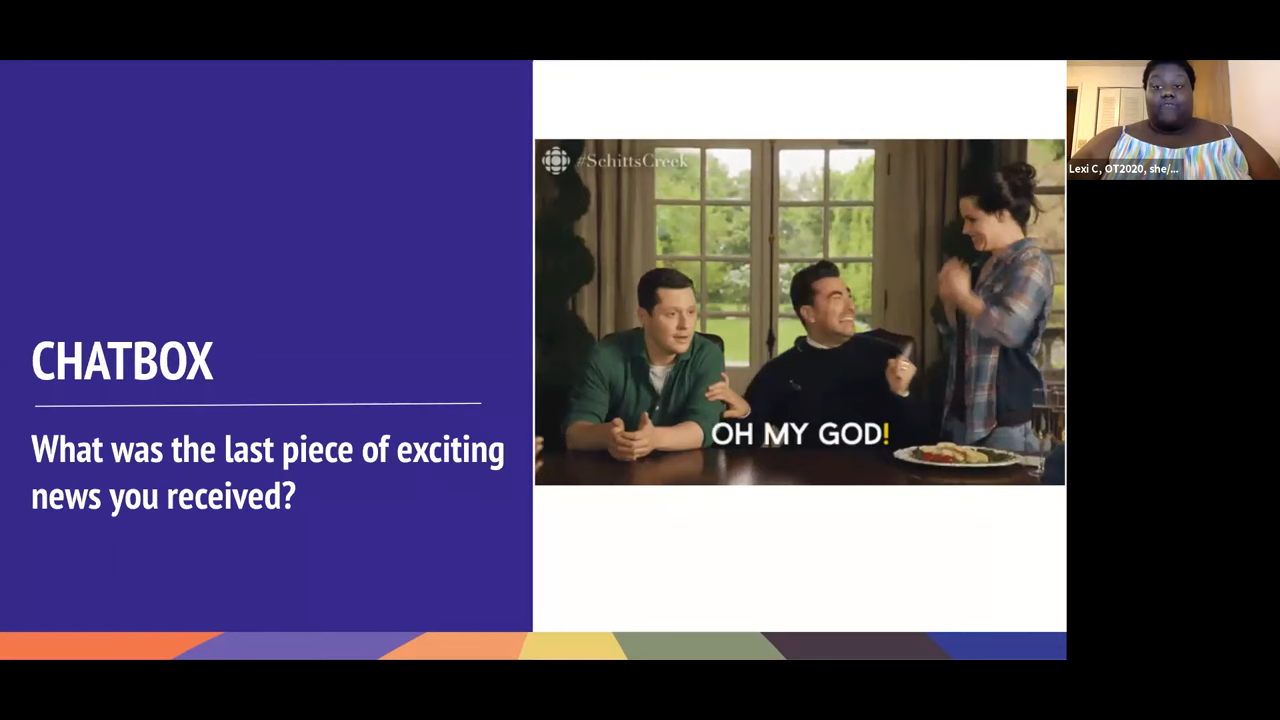 CHATBOX
What was the last piece of exciting
news you received?
#SchittsCreek
OH MY GOD!
Lexi C, OT2020, she/...